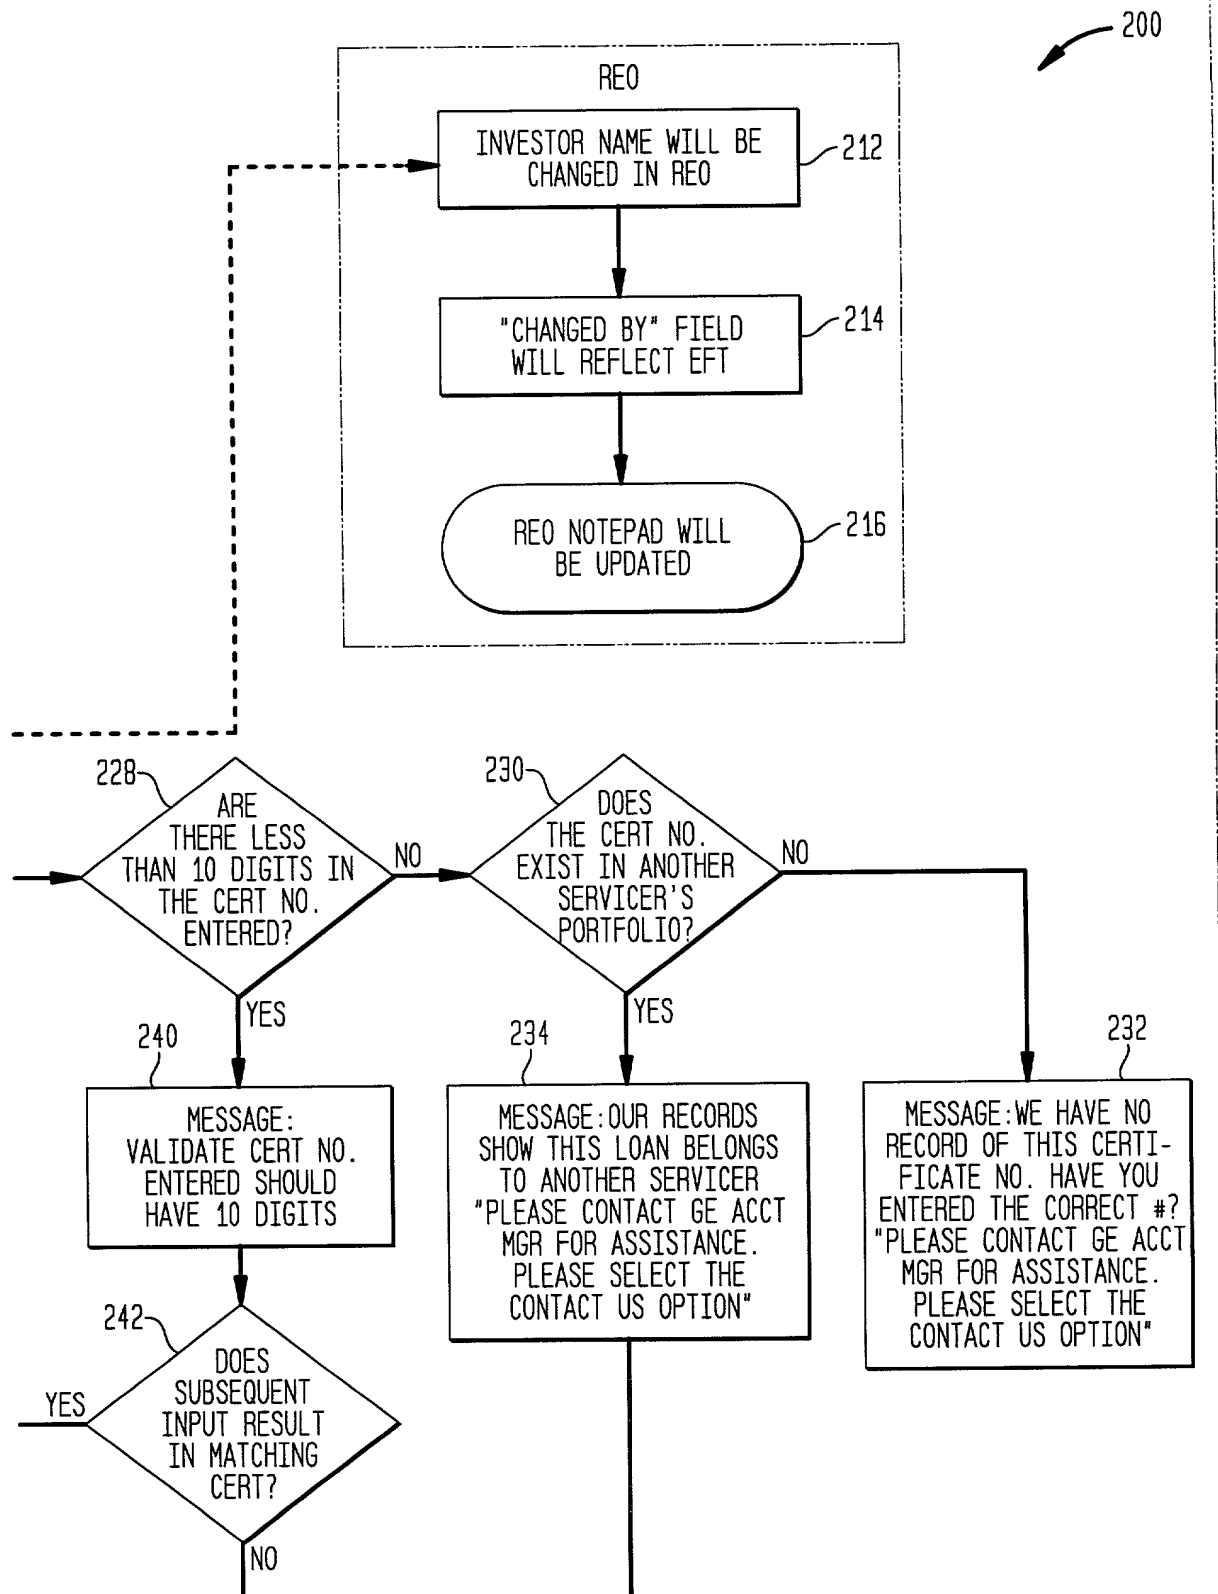 200
REO
INVESTOR NAME WILL BE
CHANGED IN REO
212
"CHANGED BY" FIELD
WILL REFLECT EFT
214
REO NOTEPAD WILL
BE UPDATED
216
228
ARE
THERE LESS
THAN 10 DIGITS IN
THE CERT NO.
ENTERED?
NO
YES
230
DOES
THE CERT NO.
EXIST IN ANOTHER
SERVICER'S
PORTFOLIO?
NO
YES
240
MESSAGE:
VALIDATE CERT NO.
ENTERED SHOULD
HAVE 10 DIGITS
234
MESSAGE:OUR RECORDS
SHOW THIS LOAN BELONGS
TO ANOTHER SERVICER
"PLEASE CONTACT GE ACCT
MGR FOR ASSISTANCE.
PLEASE SELECT THE
CONTACT US OPTION"
232
MESSAGE:WE HAVE NO
RECORD OF THIS CERTI-
FICATE NO. HAVE YOU
ENTERED THE CORRECT #?
"PLEASE CONTACT GE ACCT
MGR FOR ASSISTANCE.
PLEASE SELECT THE
CONTACT US OPTION"
242
DOES
SUBSEQUENT
INPUT RESULT
IN MATCHING
CERT?
YES
NO